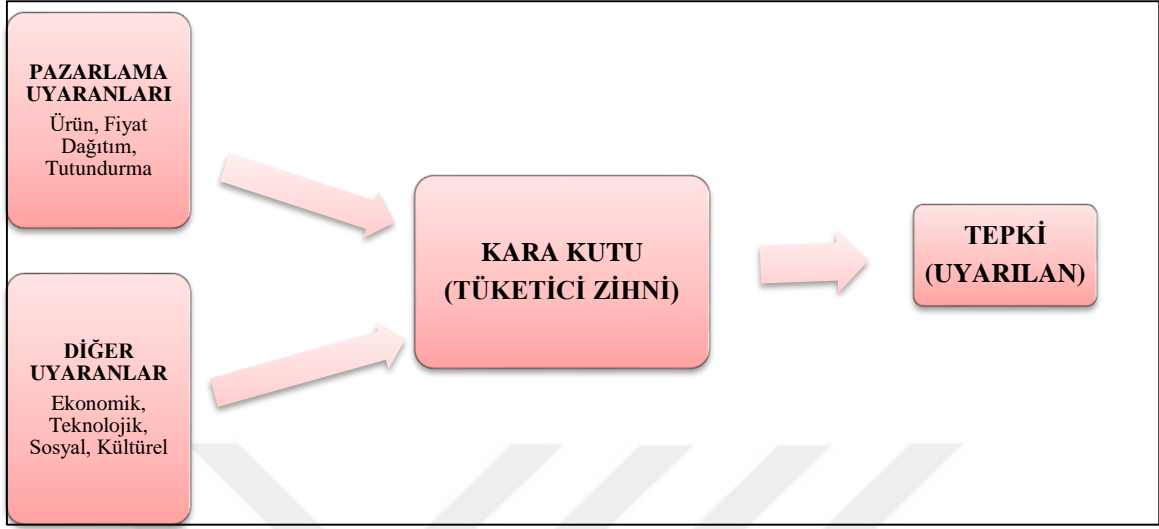 PAZARLAMA
UYARANLARI
Ürün, Fiyat
Dağıtım,
Tutundurma
DİĞER
UYARANLAR
Ekonomik,
Teknolojik,
Sosyal, Kültürel
KARA KUTU
(TÜKETİCİ ZİHNİ)
TEPKİ
(UYARILAN)